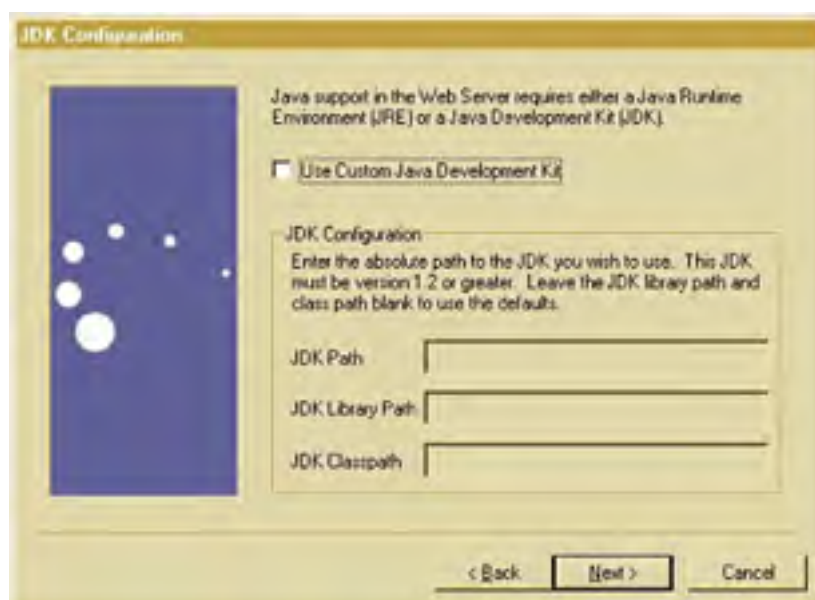 JDK Configuration
Java support in the Web Server requires either a Java Runtime
Environment (JRE) or a Java Development Kit (JDK).
Use Custom Java Development Kit
JDK Configuration
Enter the absolute path to the JDK you wish to use. This JDK
must be version 1.2 or greater. Leave the JDK library path and
class path blank to use the defaults.
JDK Path
JDK Library Path
JDK Classpath
< Back
Next >
Cancel